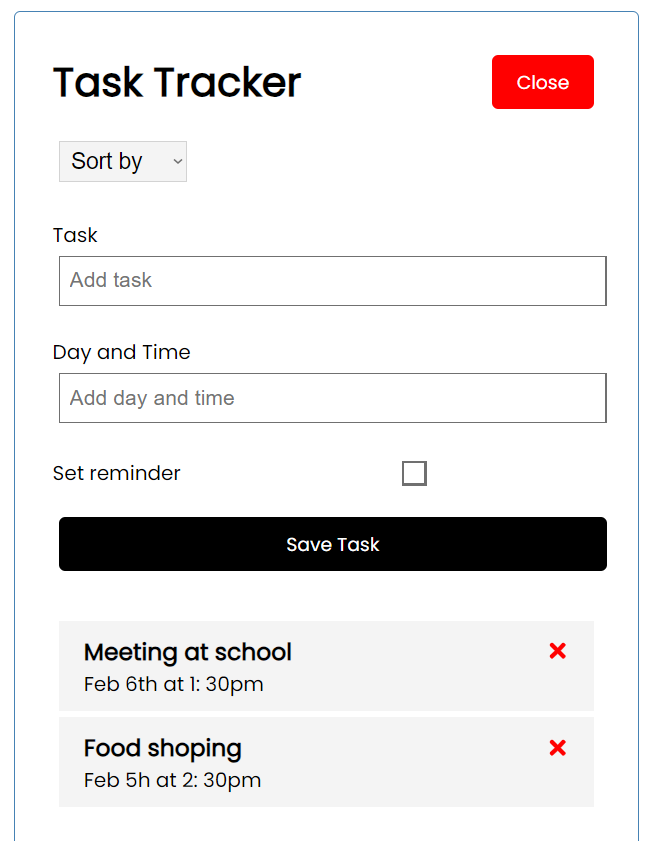 Task Tracker
Close
Sort by
Task
Add task
Day and Time
Add day and time
Set reminder
Save Task
Meeting at school
Feb 6th at 1: 30pm
Food shoping
Feb 5h at 2: 30pm